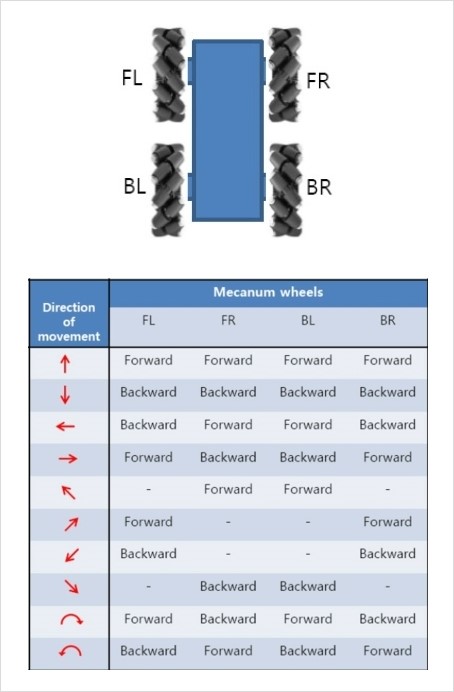 FL FR
BL BR
Mecanum wheels
Direction
of
movement
FL FR BL BR
Forward Forward Forward Forward
Backward Backward Backward Backward
Backward Forward Forward Backward
Forward Backward Backward Forward
- Forward Forward -
Forward - - Forward
Backward - - Backward
- Backward Backward -
Forward Backward Forward Backward
Backward Forward Backward Forward